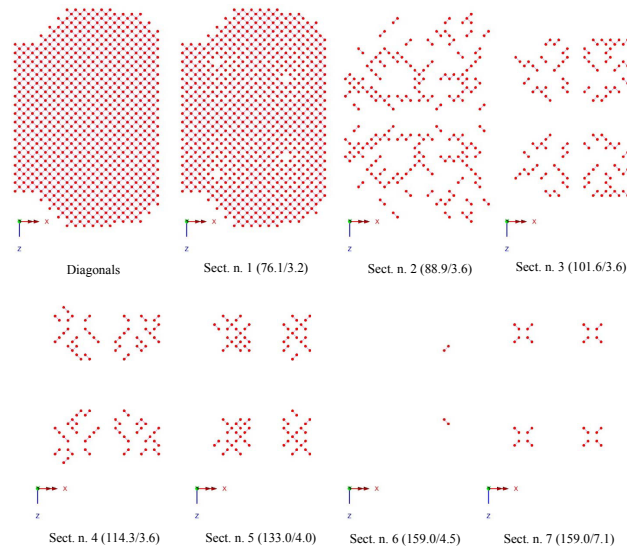 X
Z
X
Z
X
Z
X
Z
Diagonals
Sect. n. 1 (76.1/3.2)
Sect. n. 2 (88.9/3.6)
Sect. n. 3 (101.6/3.6)
X
Z
X
Z
X
Z
X
Z
Sect. n. 4 (114.3/3.6)
Sect. n. 5 (133.0/4.0)
Sect. n. 6 (159.0/4.5)
Sect. n. 7 (159.0/7.1)